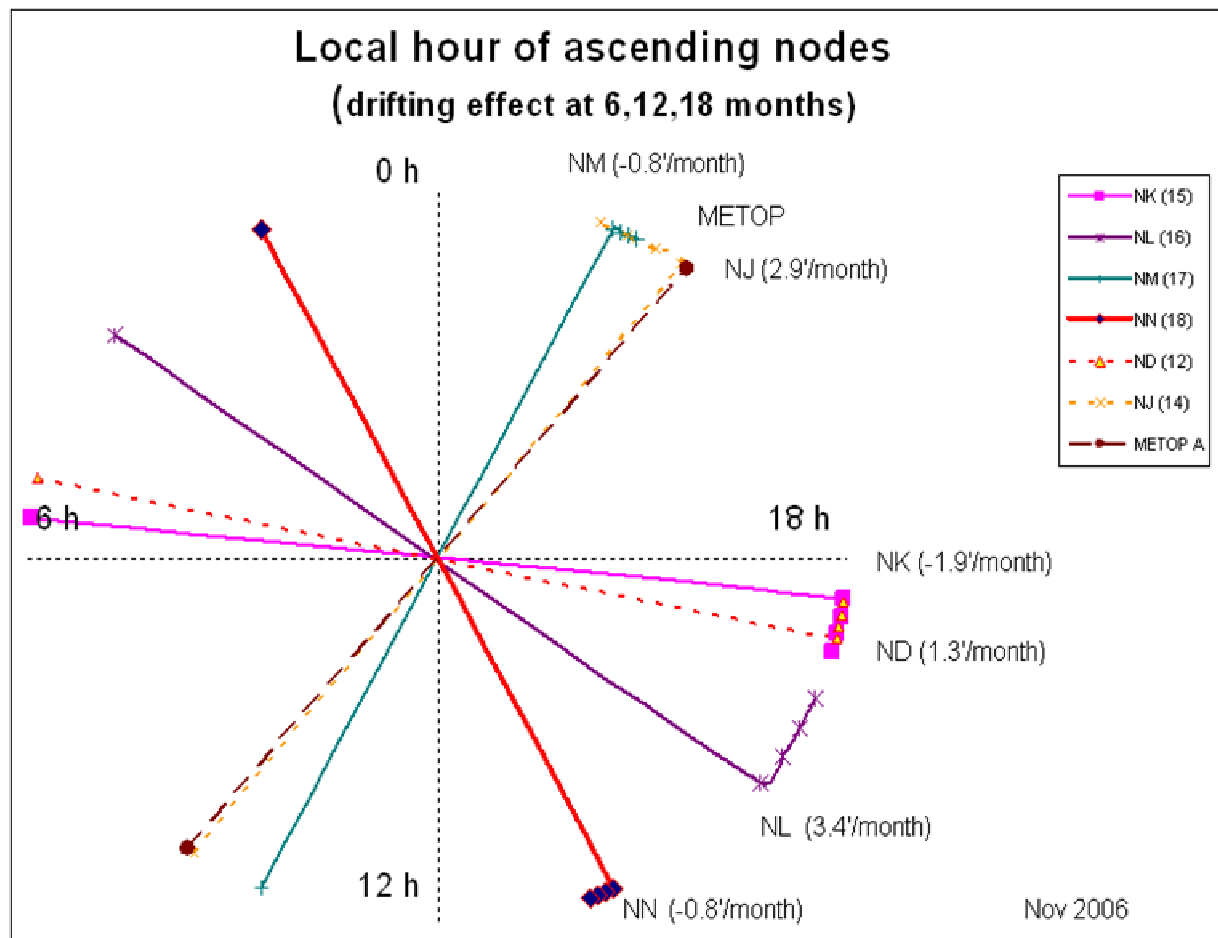 Local hour of ascending nodes
(drifting effect at 6,12,18 months)
0 h
NM (-0.8'/month)
METOP
NJ (2.9'/month)
NK (15)
NL (16)
NM (17)
NN (18)
ND (12)
NJ (14)
METOP A
6 h
18 h
NK (-1.9'/month)
ND (1.3'/month)
NL (3.4'/month)
12 h
NN (-0.8'/month)
Nov 2006